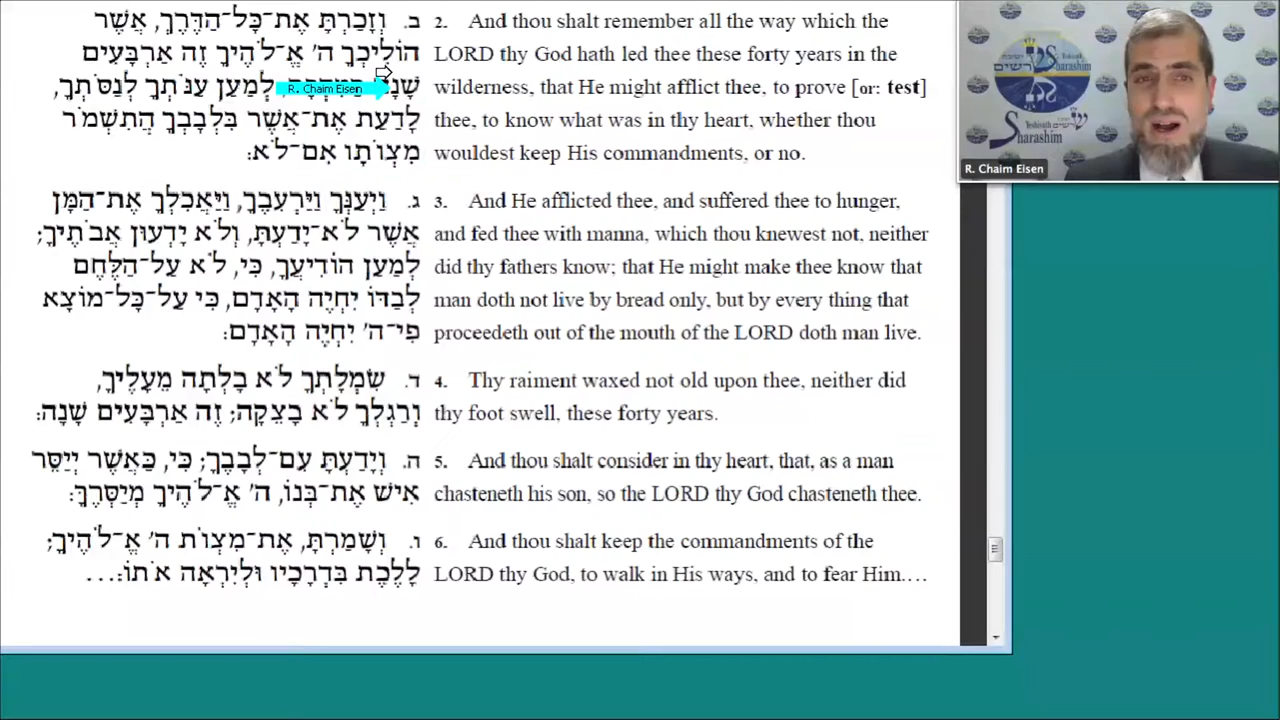 ב. וְזָכַרְתָּ אֶת־כָּל־הַדֶּרֶךְ, אֲשֶׁר
הוֹלִיכְךָ ה' אֱ־לֹהֶיךָ זֶה אַרְבָּעִים
לְמַעַן עַנֹּתְךָ לְנַסֹּתְךָ,
לָדַעַת אֶת־אֲשֶׁר בִּלְבָבְךָ הֲתִשְׁמֹר
מִצְוֹתָו אִם־לֹא:
2. And thou shalt remember all the way which the
LORD thy God hath led thee these forty years in the
wilderness, that He might afflict thee, to prove [or: test]
thee, to know what was in thy heart, whether thou
wouldest keep His commandments, or no.
R. Chaim Eisen
ג. וַיְעַנְּךָ וַיַּרְעִבֶךָ, וַיַּאֲכִלְךָ אֶת־הַמָּן
אֲשֶׁר לֹא־יָדַעְתָּ, וְלֹא יָדְעוּן אֲבֹתֶיךָ;
לְמַעַן הוֹדִיעֲךָ, כִּי, לֹא עַל־הַלֶּחֶם
לְבַדּוֹ יִחְיֶה הָאָדָם, כִּי עַל־כָּל־מוֹצָא
פִי־ה' יִחְיֶה הָאָדָם:
3. And He afflicted thee, and suffered thee to hunger,
and fed thee with manna, which thou knewest not, neither
did thy fathers know; that He might make thee know that
man doth not live by bread only, but by every thing that
proceedeth out of the mouth of the LORD doth man live.
ד. שִׂמְלָתְךָ לֹא בָלְתָה מֵעָלֶיךָ,
וְרַגְלְךָ לֹא בָצֵקָה; זֶה אַרְבָּעִים שָׁנָה:
4. Thy raiment waxed not old upon thee, neither did
thy foot swell, these forty years.
ה. וְיָדַעְתָּ עִם־לְבָבֶךָ; כִּי, כַּאֲשֶׁר יְיַסֵּר
אִישׁ אֶת־בְּנוֹ, ה' אֱ־לֹהֶיךָ מְיַסְּרֶךָּ:
5. And thou shalt consider in thy heart, that, as a man
chasteneth his son, so the LORD thy God chasteneth thee.
ו. וְשָׁמַרְתָּ, אֶת־מִצְוֹת ה' אֱ־לֹהֶיךָ;
לָלֶכֶת בִּדְרָכָיו וּלְיִרְאָה אֹתוֹ:...
6. And thou shalt keep the commandments of the
LORD thy God, to walk in His ways, and to fear Him....
Yeshivath
Sharashim
שרשים
R. Chaim Eisen